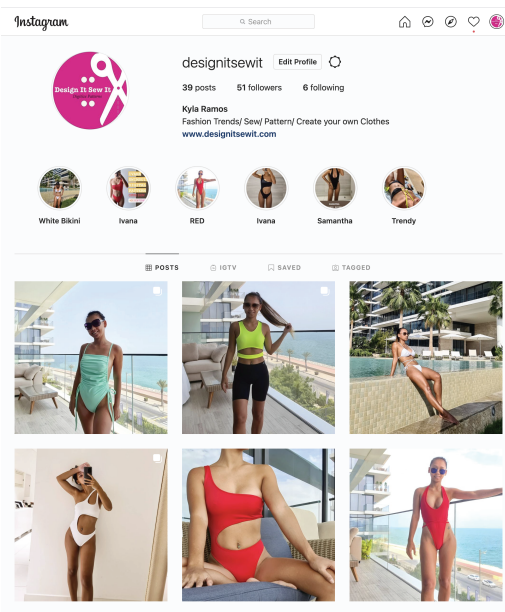 Instagram
Search
designitsewit Edit Profile
39 posts 51 followers 6 following
Kyla Ramos
Fashion Trends/ Sew/ Pattern/ Create your own Clothes
www.designitsewit.com
Design It Sew It
White Bikini Ivana RED Ivana Samantha Trendy
POSTS IGTV SAVED TAGGED